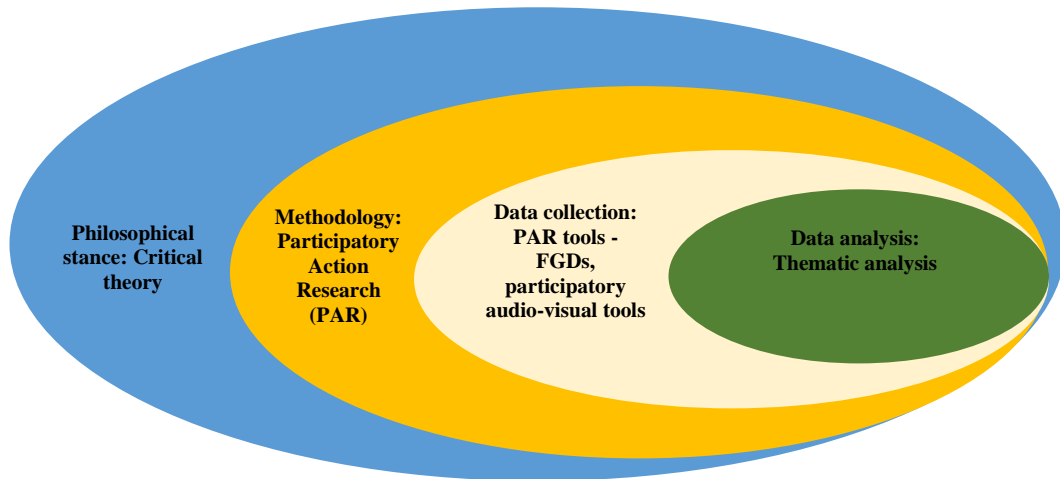 Philosophical
stance: Critical
theory
Methodology:
Participatory
Action
Research
(PAR)
Data collection:
PAR tools -
FGDs,
participatory
audio-visual tools
Data analysis:
Thematic analysis